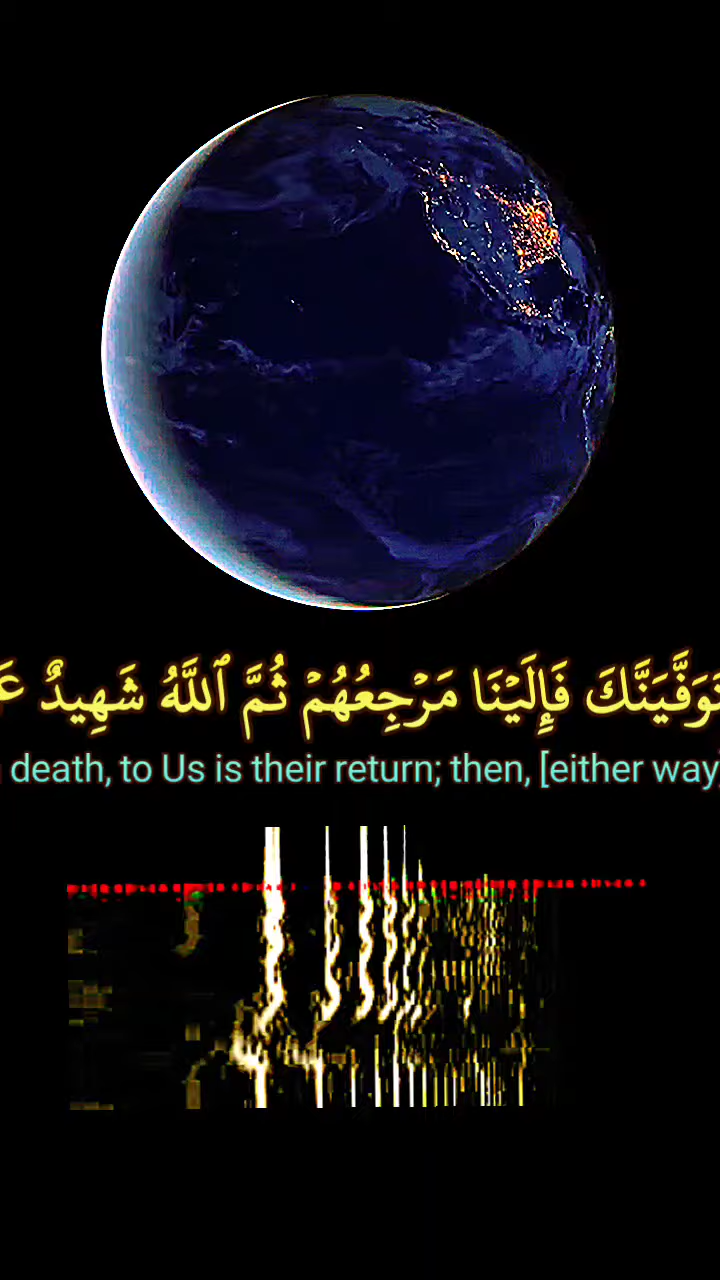 فَإِلَيْنَا مَرْجِعُهُمْ ثُمَّ ٱللَّهُ شَهِيدٌ
death, to Us is their return; then, [either way